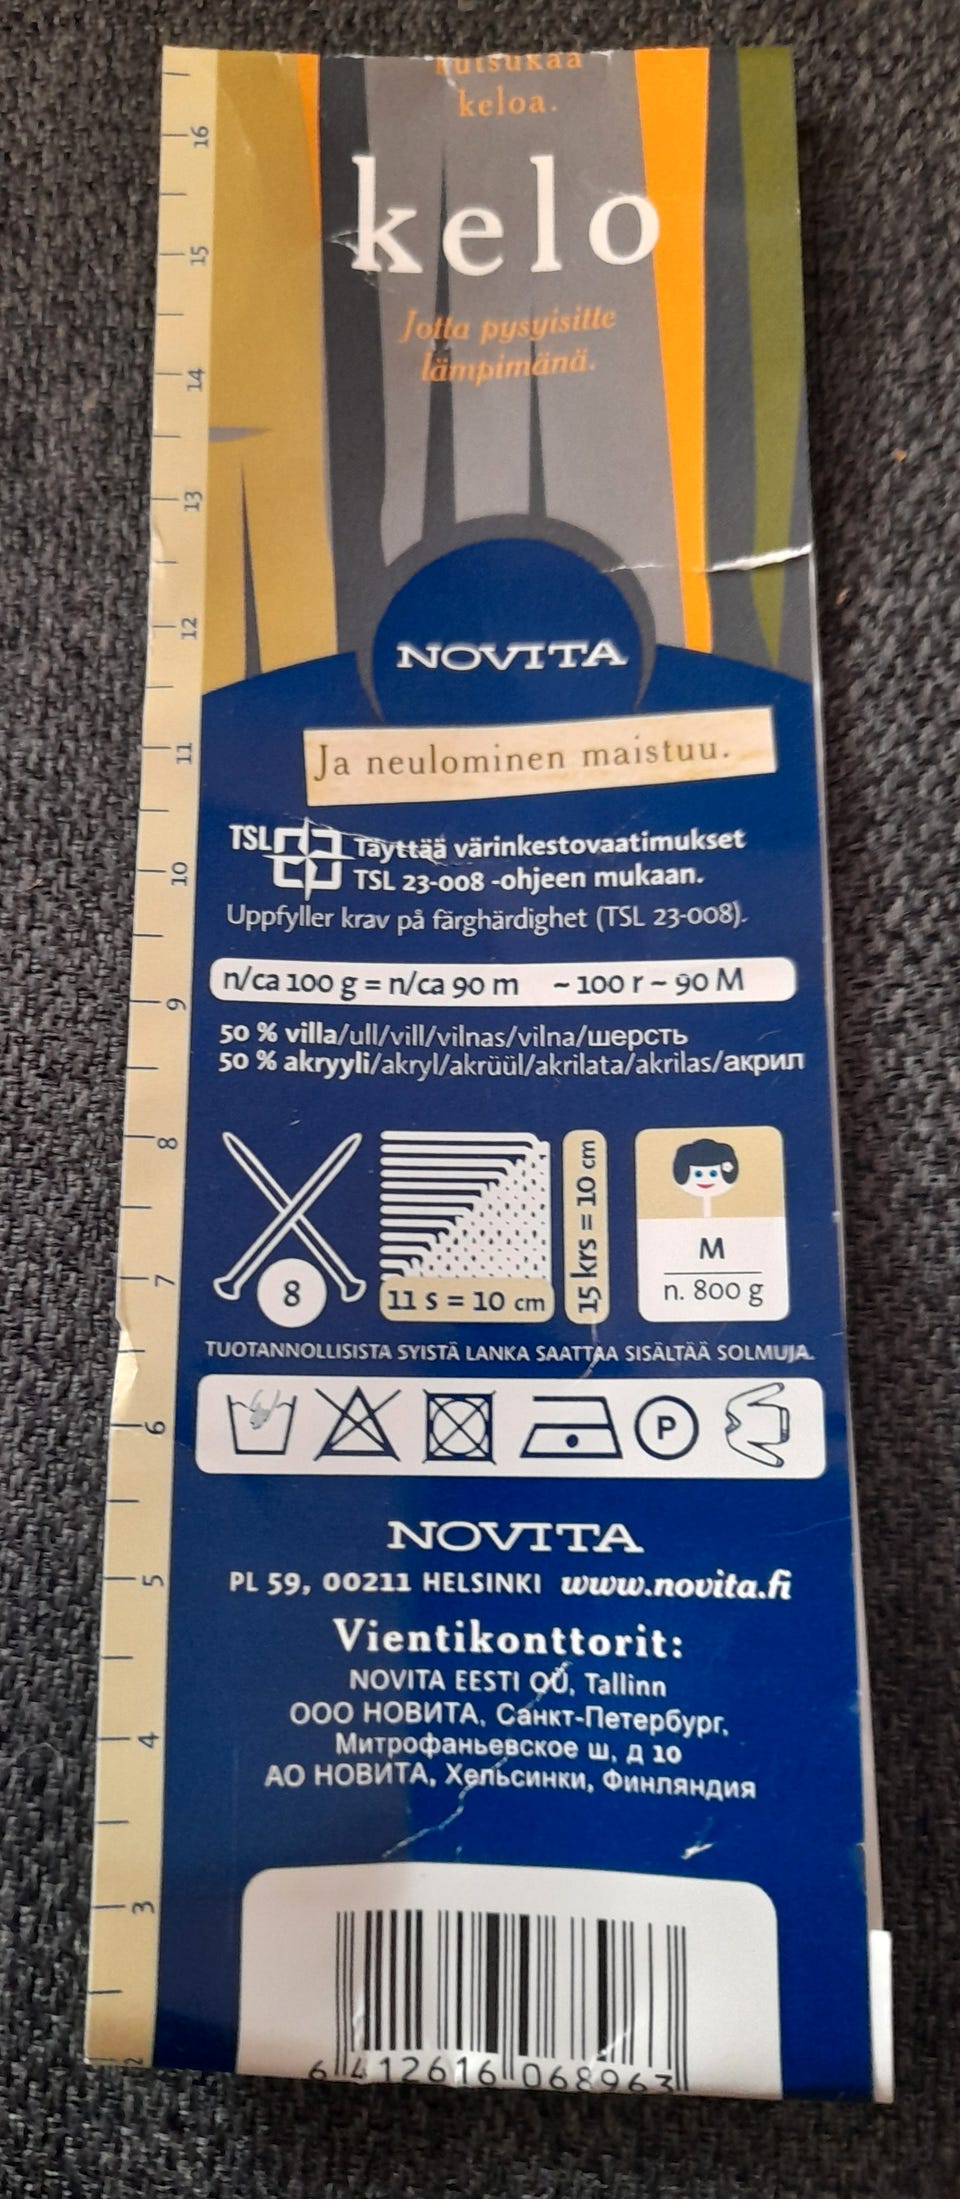 kutsukaa
keloa.
kelo
Jotta pysyisitte
lämpimänä.
NOVITA
Ja neulominen maistuu.
TSL Täyttää värinkestovaatimukset
TSL 23-008 -ohjeen mukaan.
Uppfyller krav på färghärdighet (TSL 23-008).
n/ca 100 g = n/ca 90 m ~ 100 г ~ 90 М
50 % villa/ull/vill/vilnas/vilna/шерсть
50 % akryyli/akryl/akrüül/akrilata/akrilas/акрил
8
11 s = 10 cm
15 krs = 10 cm
M
n. 800 g
TUOTANNOLLISISTA SYISTÄ LANKA SAATTAA SISÄLTÄÄ SOLMUJA.
P
NOVITA
PL 59, 00211 HELSINKI www.novita.fi
Vientikonttorit:
NOVITA EESTI OÜ, Tallinn
ООО НОВИТА, Санкт-Петербург,
Митрофаньевское ш, д 10
АО НОВИТА, Хельсинки, Финляндия
6 412616 068963
16
15
14
13
12
11
10
9
8
7
6
5
4
3
2